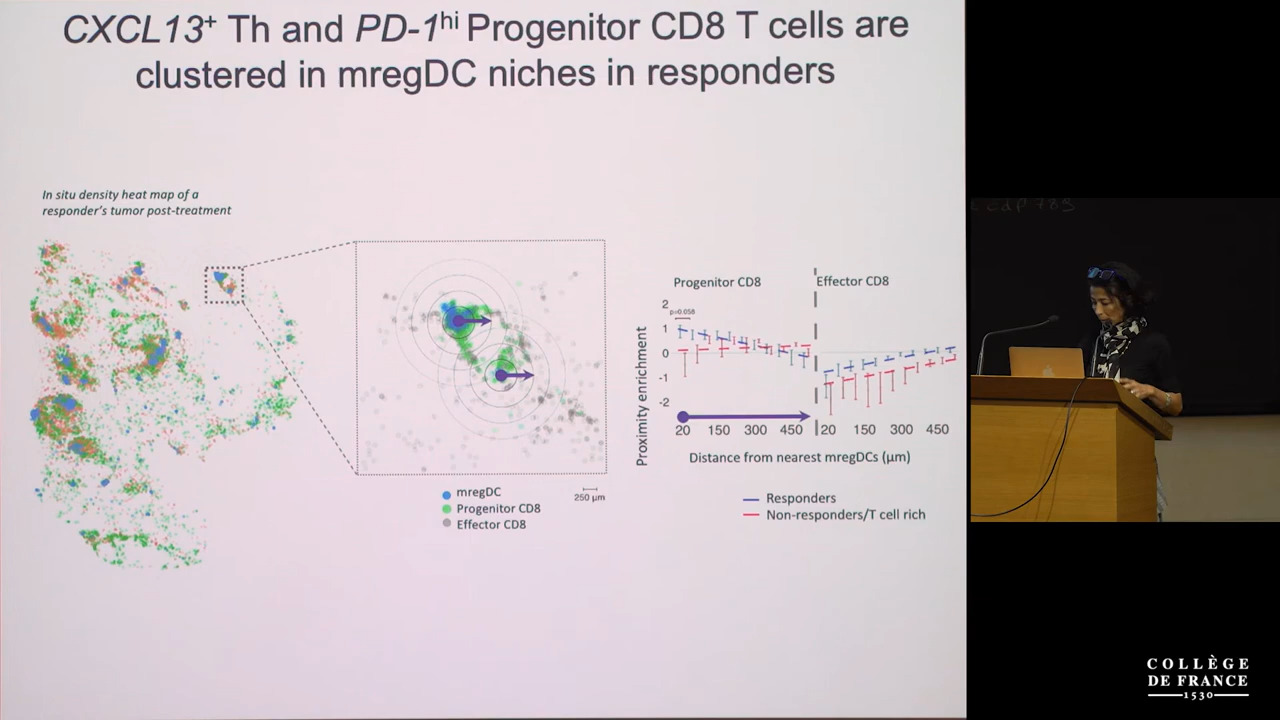 CXCL13+ Th and PD-1hi Progenitor CD8 T cells are
clustered in mregDC niches in responders
In situ density heat map of a
responder's tumor post-treatment
mregDC
Progenitor CD8
Effector CD8
250 µm
Progenitor CD8
Effector CD8
p=0.058
Proximity enrichment
2
1
0
-1
-2
20 150 300 450 20 150 300 450
Distance from nearest mregDCs (µm)
Responders
Non-responders/T cell rich
COLLÈGE
DE FRANCE
1530